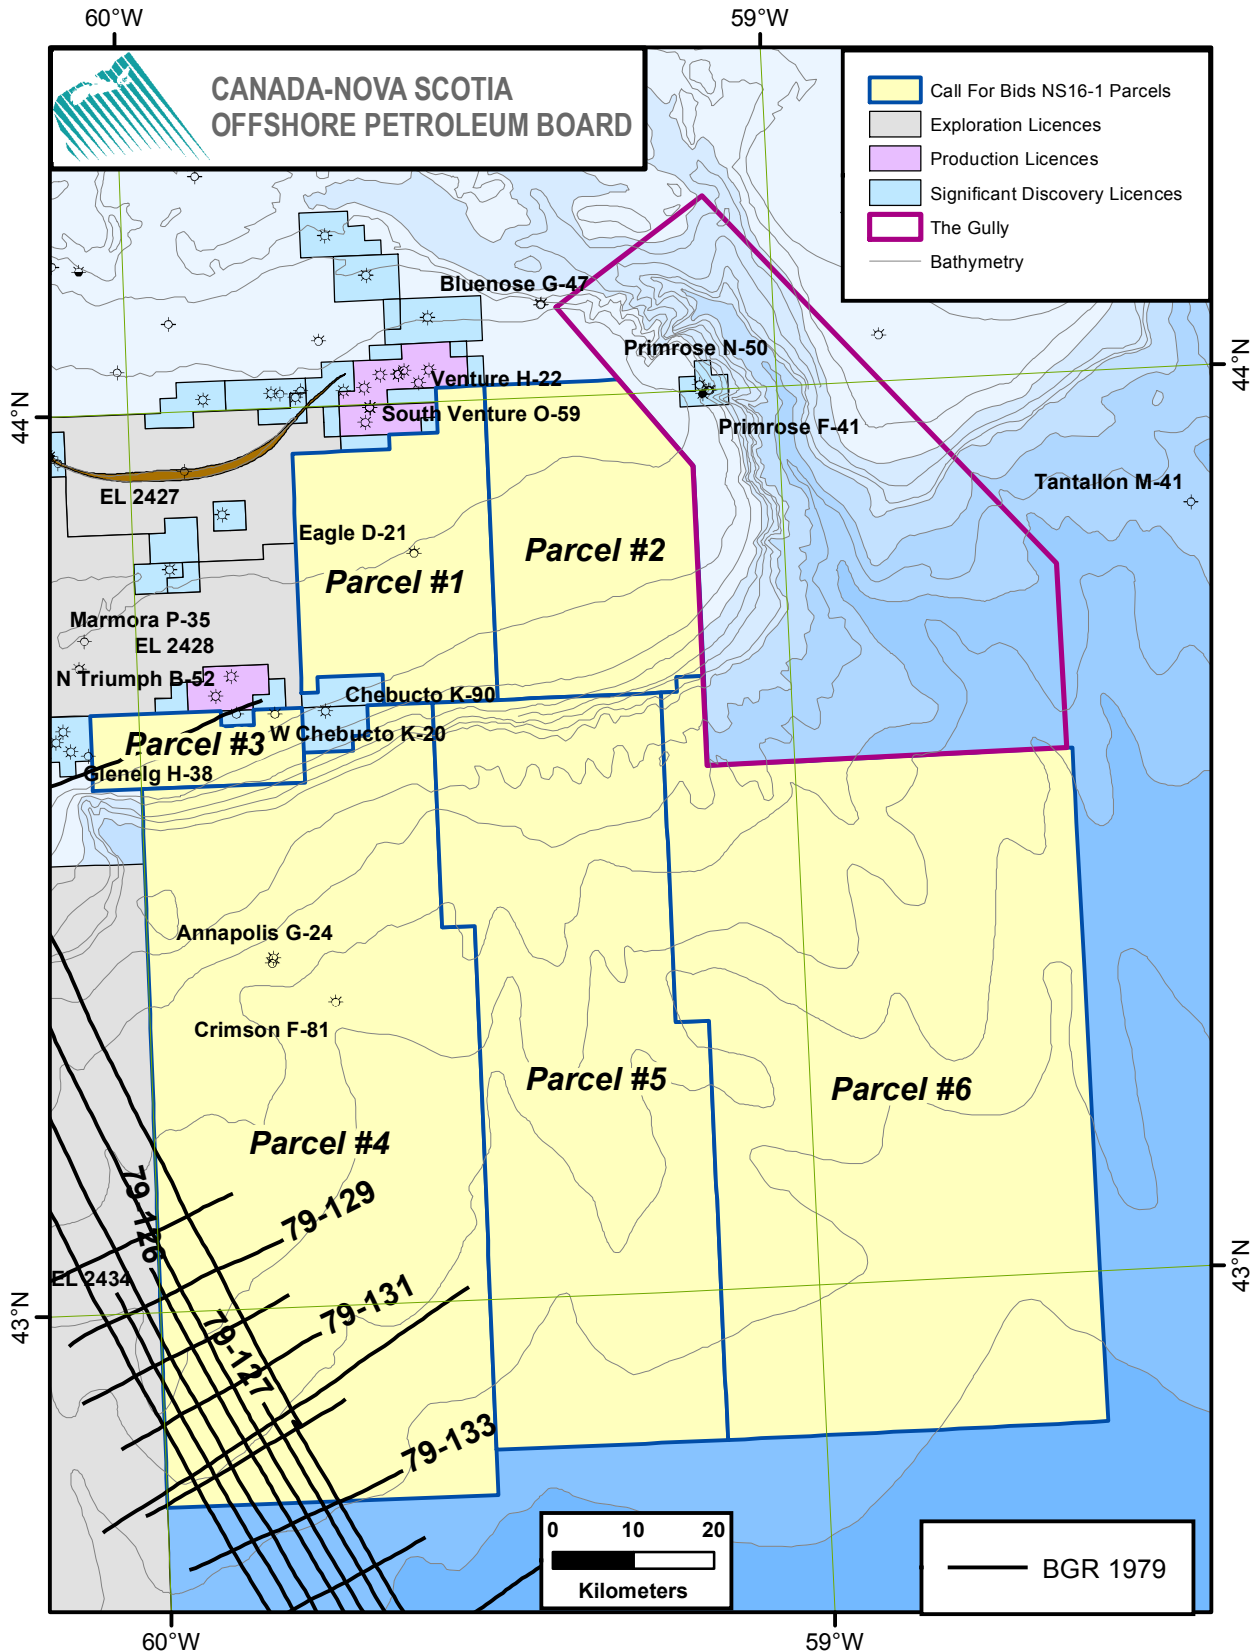 60°W
59°W
CANADA-NOVA SCOTIA
OFFSHORE PETROLEUM BOARD
Call For Bids NS16-1 Parcels
Exploration Licences
Production Licences
Significant Discovery Licences
The Gully
Bathymetry
Bluenose G-47
Primrose N-50
44°N
Venture H-22
44°N
South Venture O-59
Primrose F-41
Tantallon M-41
EL 2427
Eagle D-21
Parcel #2
Parcel #1
Marmora P-35
EL 2428
N Triumph B-52
Chebucto K-90
W Chebucto K-20
Parcel #3
Glenelg H-38
Annapolis G-24
Crimson F-81
Parcel #5
Parcel #6
Parcel #4
79-126
79-129
43°N
EL 2434
43°N
79-131
79-127
79-133
0 10 20
Kilometers
BGR 1979
60°W
59°W